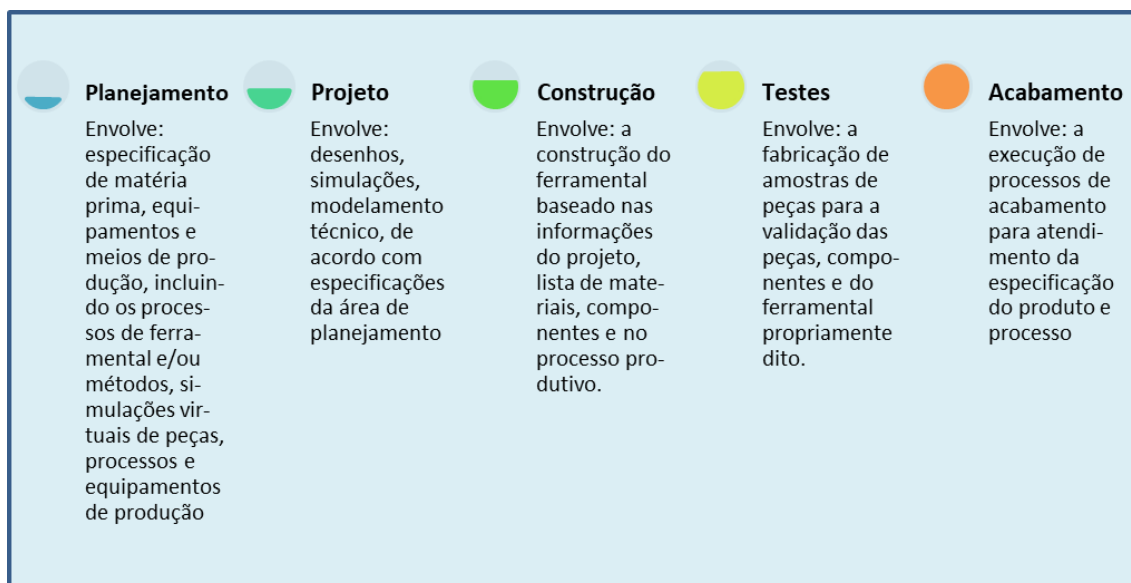 Planejamento
Envolve:
especificação
de matéria
prima, equi-
pamentos e
meios de pro-
dução, incluin-
do os proces-
sos de ferra-
mental e/ou
métodos, si-
mulações vir-
tuais de peças,
processos e
equipamentos
de produção
Projeto
Envolve:
desenhos,
simulações,
modelamento
técnico, de
acordo com
especificações
da área de
planejamento
Construção
Envolve: a
construção do
ferramental
baseado nas
informações
do projeto,
lista de mate-
riais, compo-
nentes e no
processo pro-
dutivo.
Testes
Envolve: a
fabricação de
amostras de
peças para a
validação das
peças, compo-
nentes e do
ferramental
propriamente
dito.
Acabamento
Envolve: a
execução de
processos de
acabamento
para atendi-
mento da
especificação
do produto e
processo